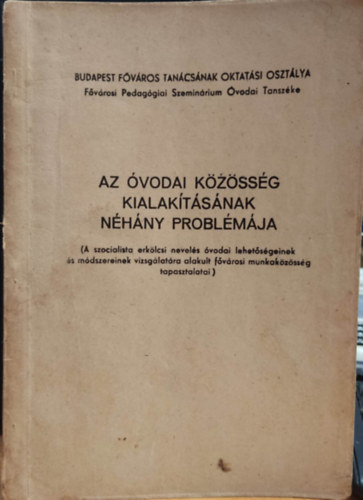 BUDAPEST FŐVÁROS TANÁCSÁNAK OKTATÁSI OSZTÁLYA
Fővárosi Pedagógiai Szeminárium Óvodai Tanszéke
AZ ÓVODAI KÖZÖSSÉG
KIALAKÍTÁSÁNAK
NÉHÁNY PROBLÉMÁJA
(A szocialista erkölcsi nevelés óvodai lehetőségeinek
és módszereinek vizsgálatára alakult fővárosi munkaközösség
tapasztalatai)